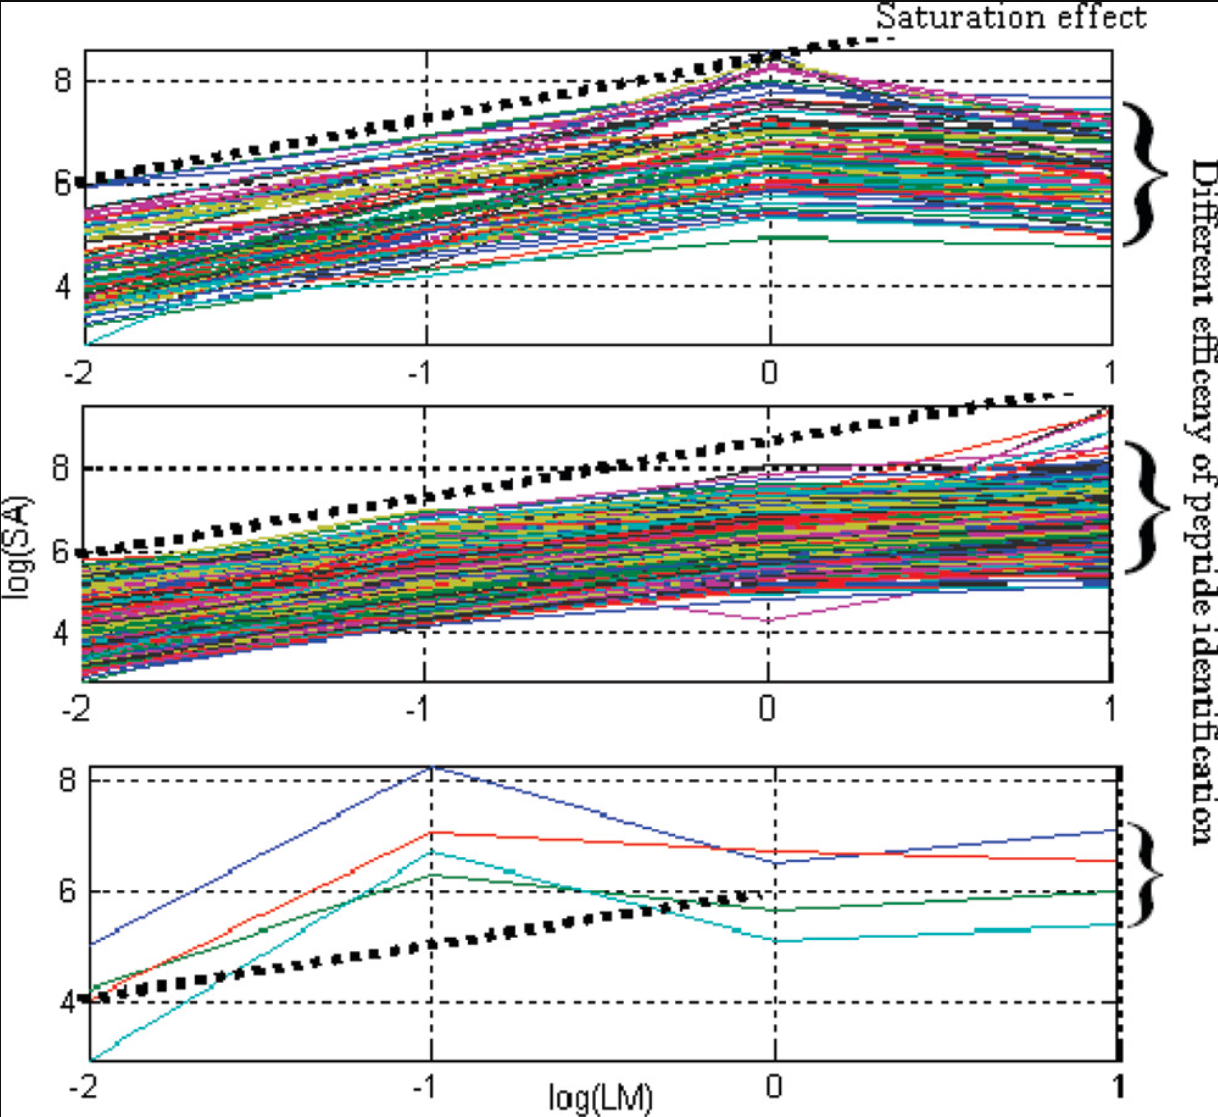 Saturation effect
8
6
4
-2 -1 0 1
8
6
4
-2 -1 0 1
8
6
4
-2 -1 0 1
log(SA)
log(LM)
Different efficeny of peptide identification